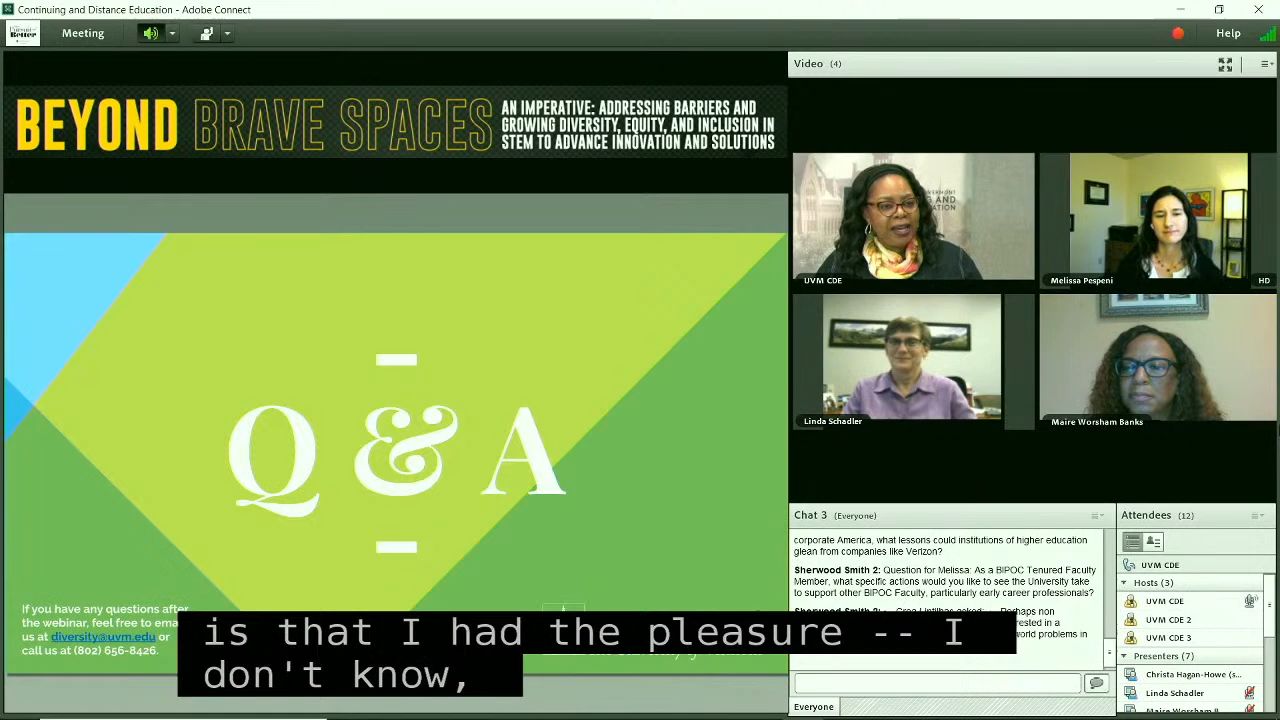 Continuing and Distance Education - Adobe Connect
Meeting
Help
BEYOND BRAVE SPACES
AN IMPERATIVE: ADDRESSING BARRIERS AND
GROWING DIVERSITY, EQUITY, AND INCLUSION IN
STEM TO ADVANCE INNOVATION AND SOLUTIONS
Q & A
If you have any questions after
the webinar, feel free to ema
us at diversity@uvm.edu or
call us at (802) 656-8426.
is that I had the pleasure -- I
don't know,
Video (4)
UVM CDE
Melissa Pespeni
HD
Linda Schadler
Maire Worsham Banks
Chat 3 (Everyone)
corporate America, what lessons could institutions of higher education
glean from companies like Verizon?
Sherwood Smith 2: Question for Melissa: As a BIPOC Tenured Faculty
Member, what specific actions would you like to see the University take
to support other BIPOC Faculty, particularly early career professionals?
Everyone
Attendees (12)
UVM CDE
Hosts (3)
UVM CDE
UVM CDE 2
UVM CDE 3
Presenters (7)
Christa Hagan-Howe (s...
Linda Schadler